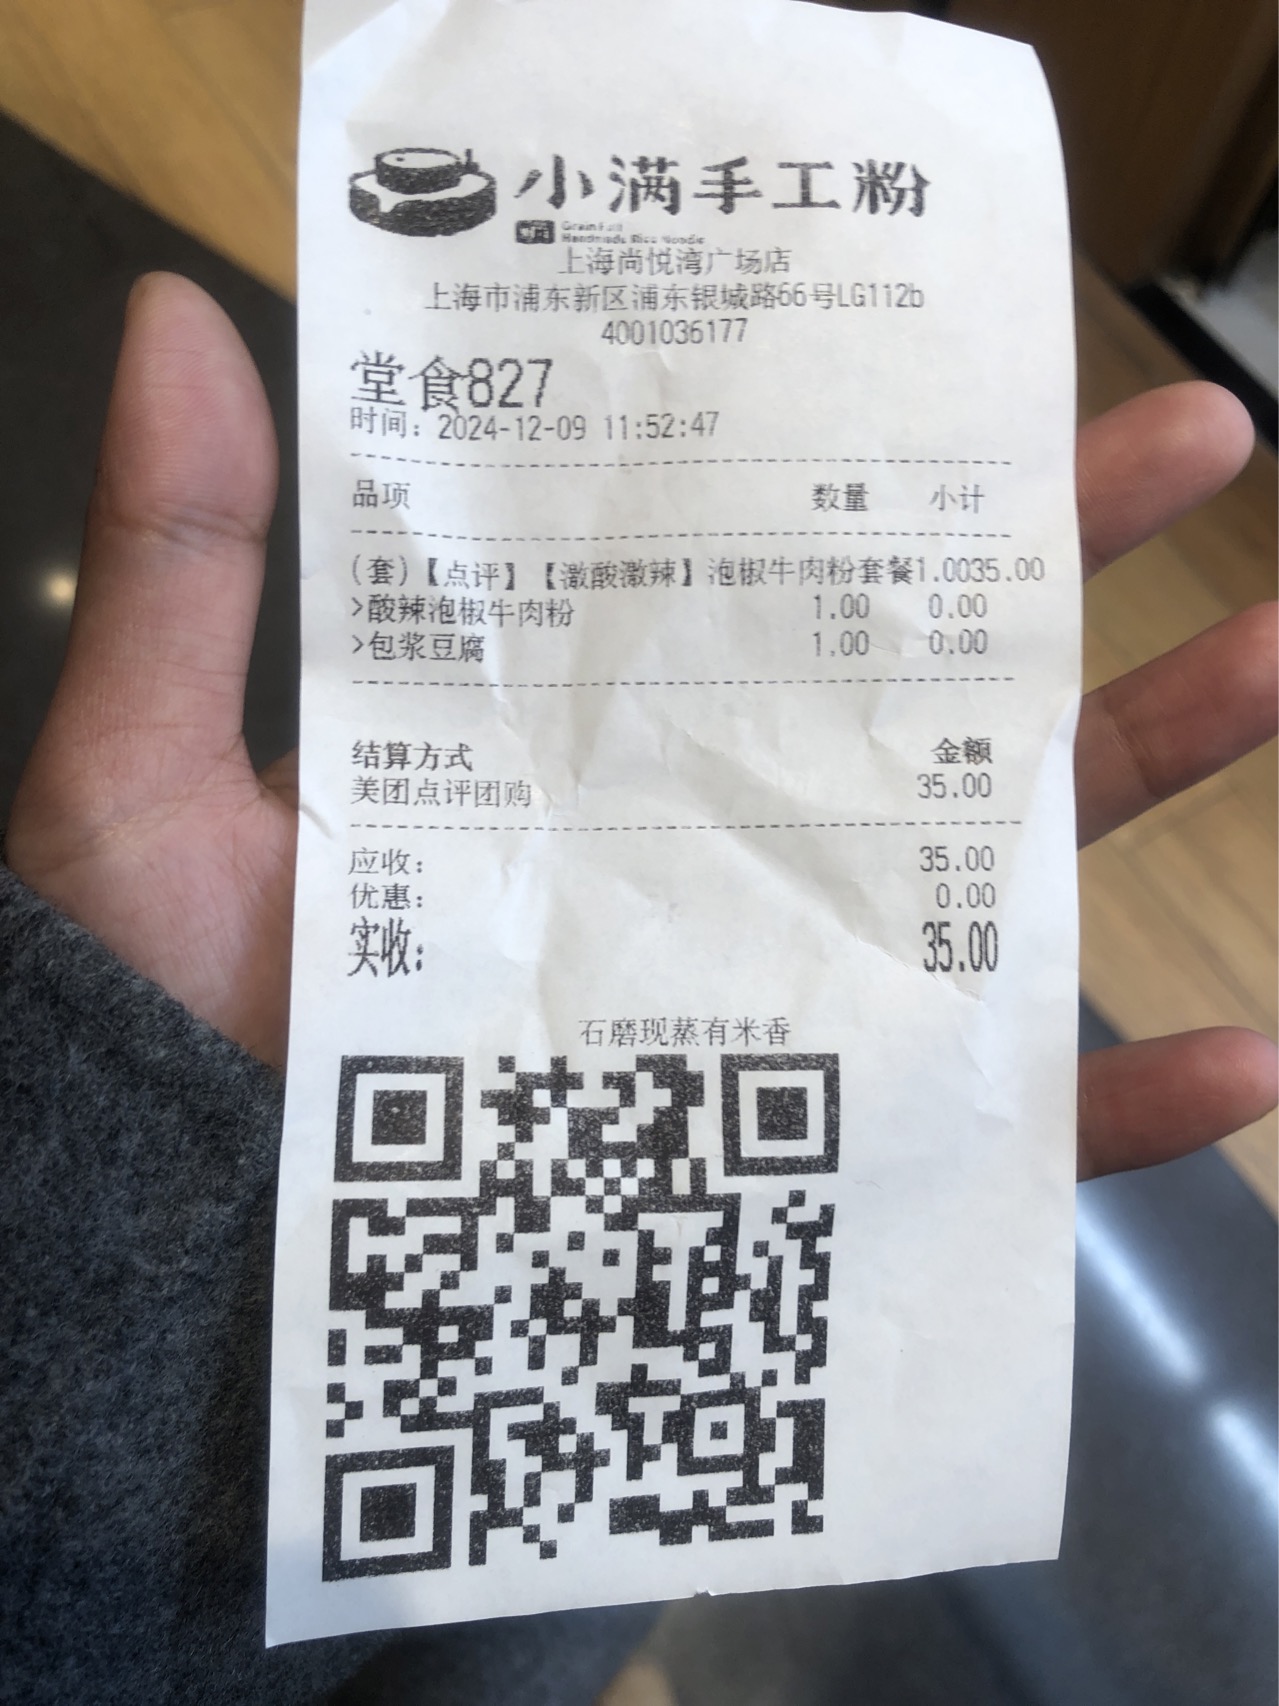 小满手工粉
Grain Full
Handmade Rice Noodle
上海尚悦湾广场店
上海市浦东新区浦东银城路66号LG112b
4001036177
堂食827
时间：2024-12-09 11:52:47
品项 数量 小计
(套)【点评】【激酸激辣】泡椒牛肉粉套餐1.0035.00
>酸辣泡椒牛肉粉 1.00 0.00
>包浆豆腐 1.00 0.00
结算方式 金额
美团点评团购 35.00
应收： 35.00
优惠： 0.00
实收： 35.00
石磨现蒸有米香